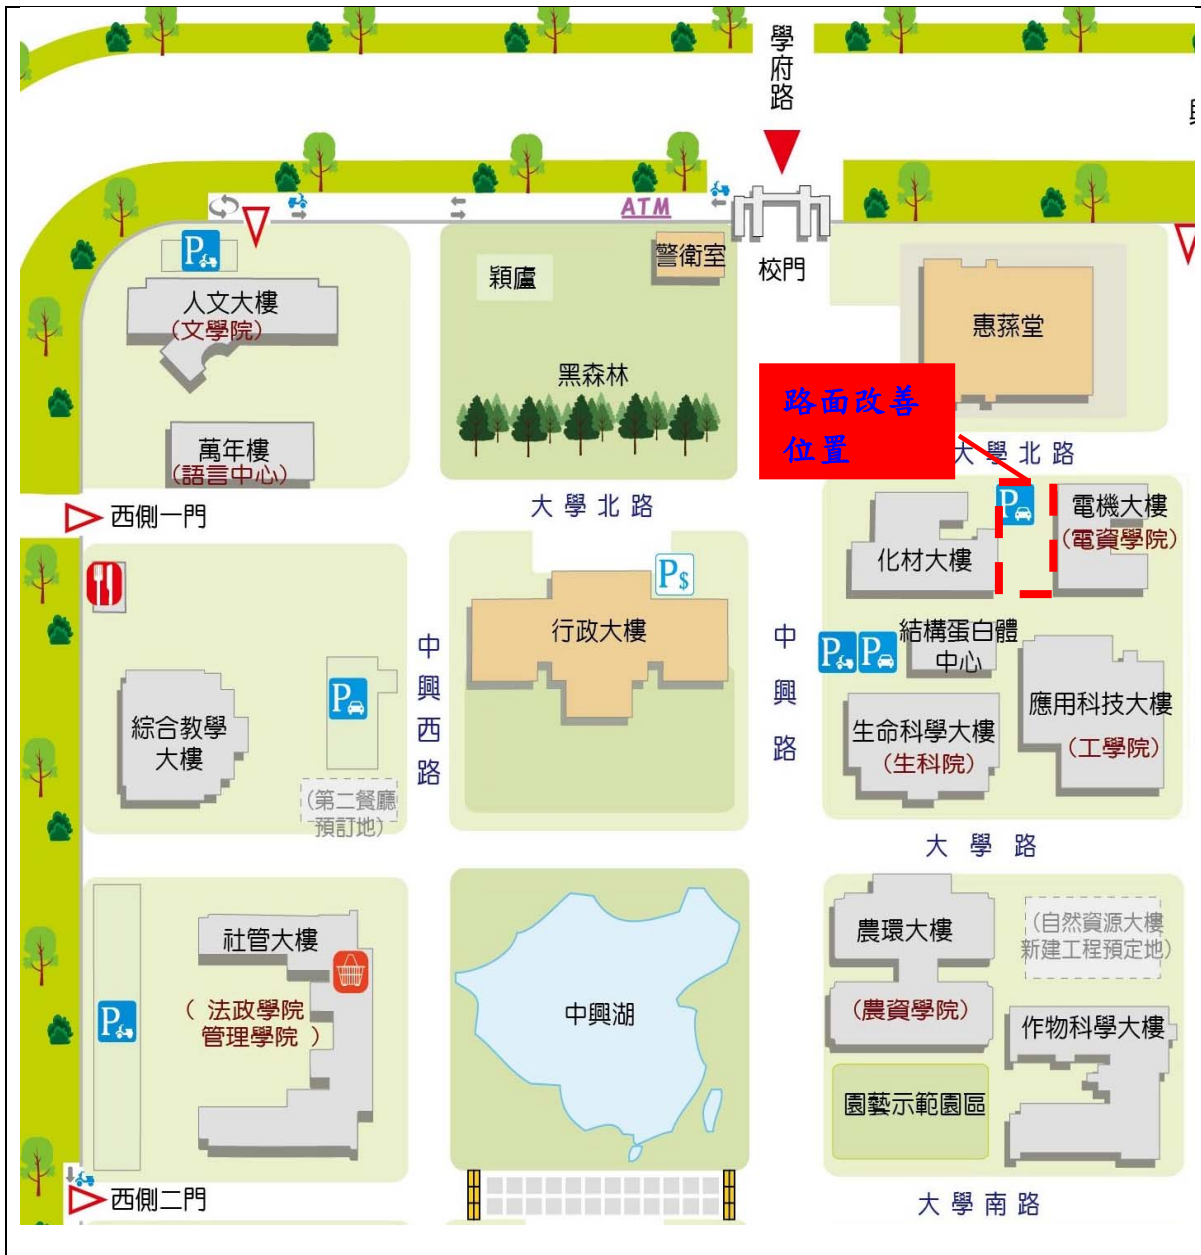 學府路
ATM
警衛室
校門
穎廬
人文大樓
(文學院)
惠蓀堂
黑森林
路面改善
位置
萬年樓
(語言中心)
大學北路
大學北路
西側一門
P
電機大樓
(電資學院)
化材大樓
P$
行政大樓
中興西路
中興路
結構蛋白體
中心
P
P
P
P
綜合教學
大樓
生命科學大樓
(生科院)
應用科技大樓
(工學院)
(第二餐廳
預訂地)
大學路
社管大樓
農環大樓
(自然資源大樓
新建工程預定地)
P
(法政學院
管理學院)
中興湖
(農資學院)
作物科學大樓
園藝示範園區
西側二門
大學南路